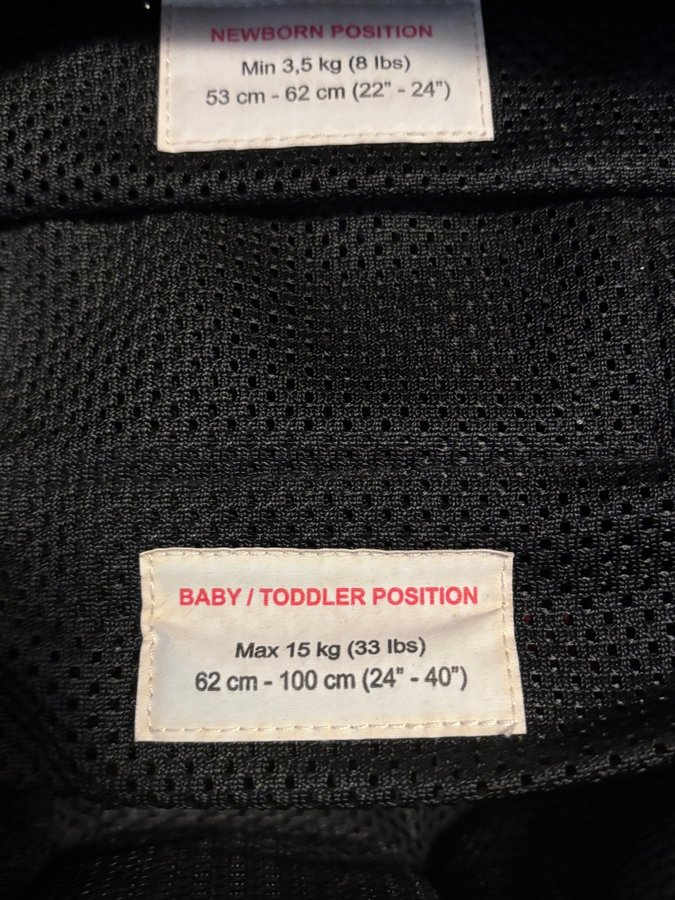 NEWBORN POSITION
Min 3,5 kg (8 lbs)
53 cm - 62 cm (22” - 24”)
BABY / TODDLER POSITION
Max 15 kg (33 lbs)
62 cm - 100 cm (24” - 40”)